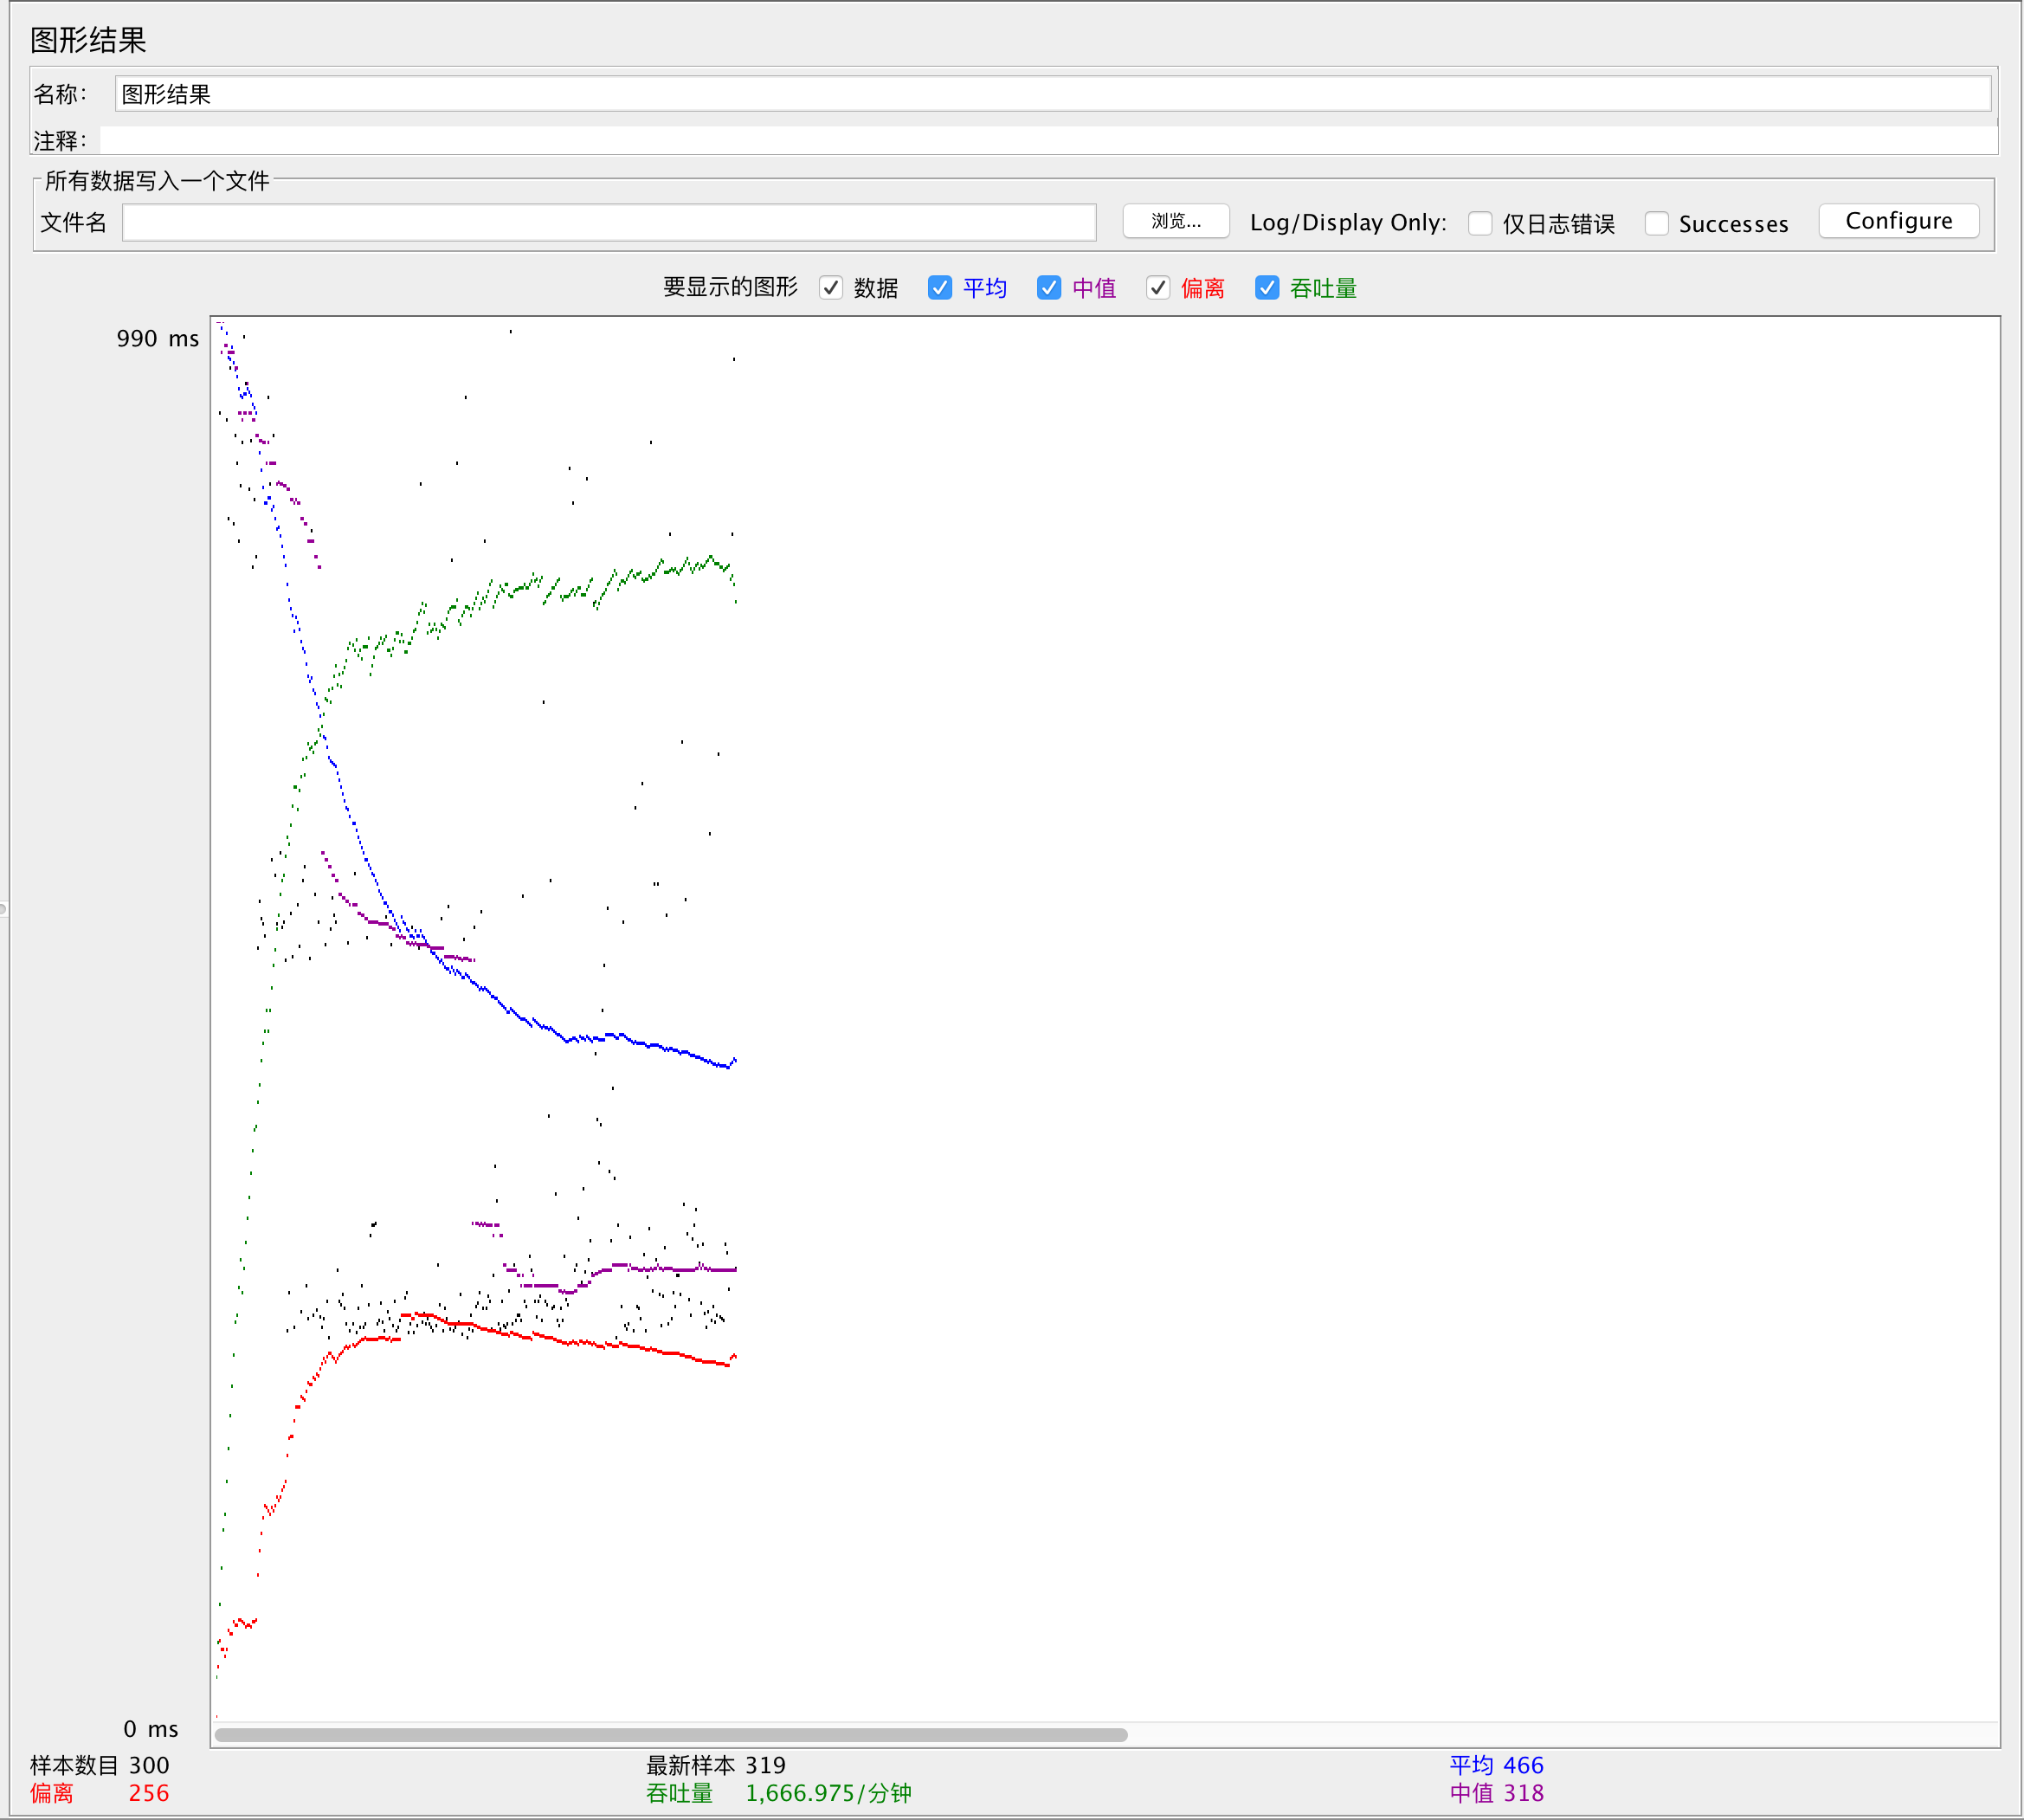 图形结果
名称： 图形结果
注释：
所有数据写入一个文件
文件名 浏览... Log/Display Only: 仅日志错误 Successes Configure
要显示的图形 数据 平均 中值 偏离 吞吐量
990 ms
0 ms
样本数目 300 最新样本 319 平均 466
偏离 256 吞吐量 1,666.975/分钟 中值 318